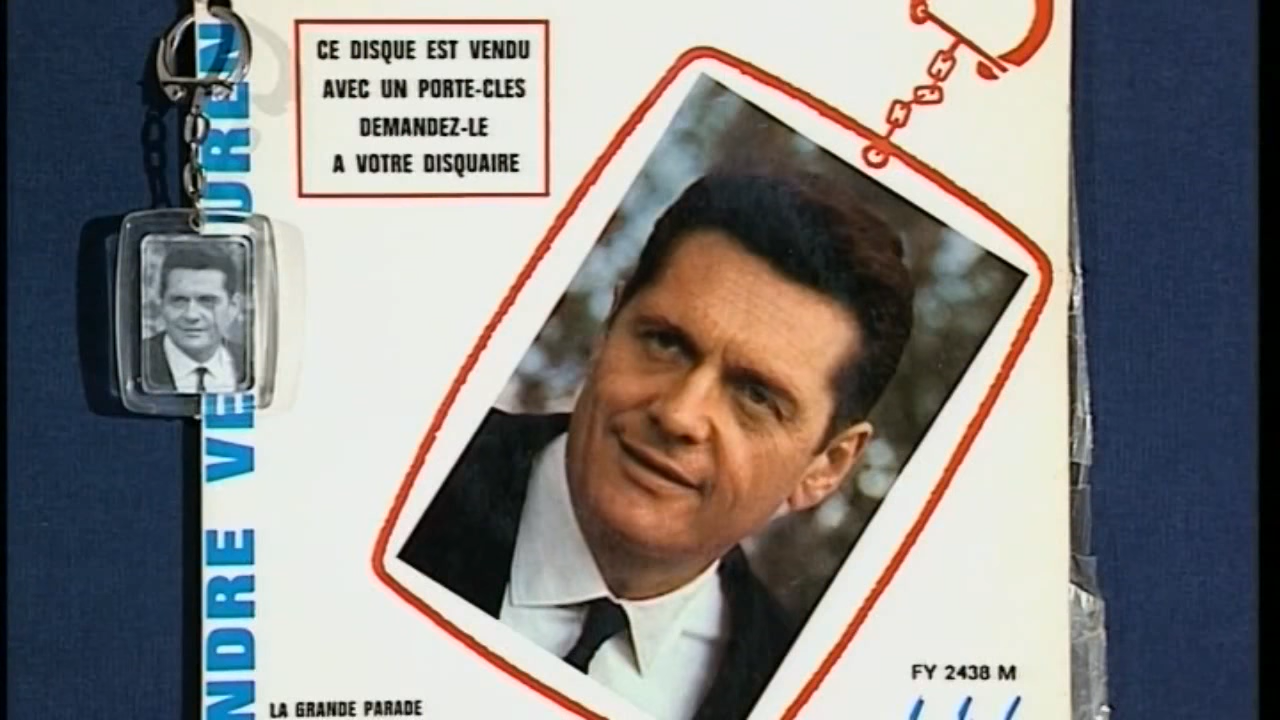 CE DISQUE EST VENDU
AVEC UN PORTE-CLES
DEMANDEZ-LE
A VOTRE DISQUAIRE
NDRE VE UREN
FY 2438 M
LA GRANDE PARADE